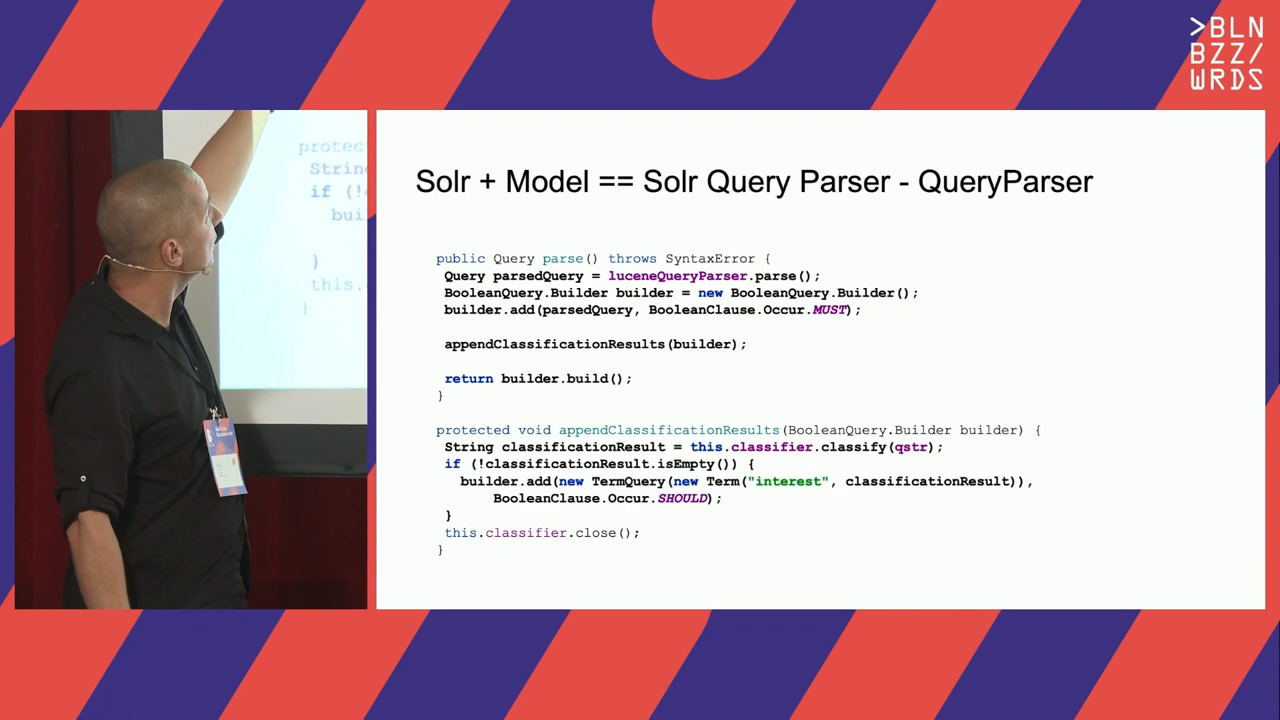 >BLN
BZZ/
WRDS
protec
Strin
if (!c
bui
}
this.
}
Solr + Model == Solr Query Parser - QueryParser
public Query parse() throws SyntaxError {
Query parsedQuery = luceneQueryParser.parse();
BooleanQuery.Builder builder = new BooleanQuery.Builder();
builder.add(parsedQuery, BooleanClause.Occur.MUST);
appendClassificationResults(builder);
return builder.build();
}
protected void appendClassificationResults(BooleanQuery.Builder builder) {
String classificationResult = this.classifier.classify(qstr);
if (!classificationResult.isEmpty()) {
builder.add(new TermQuery(new Term("interest", classificationResult)),
BooleanClause.Occur.SHOULD);
}
this.classifier.close();
}